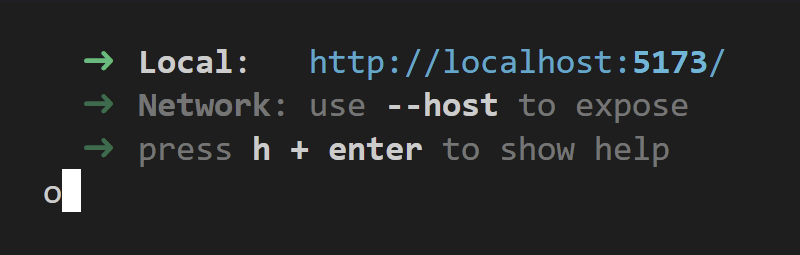 ➜ Local: http://localhost:5173/
➜ Network: use --host to expose
➜ press h + enter to show help
o